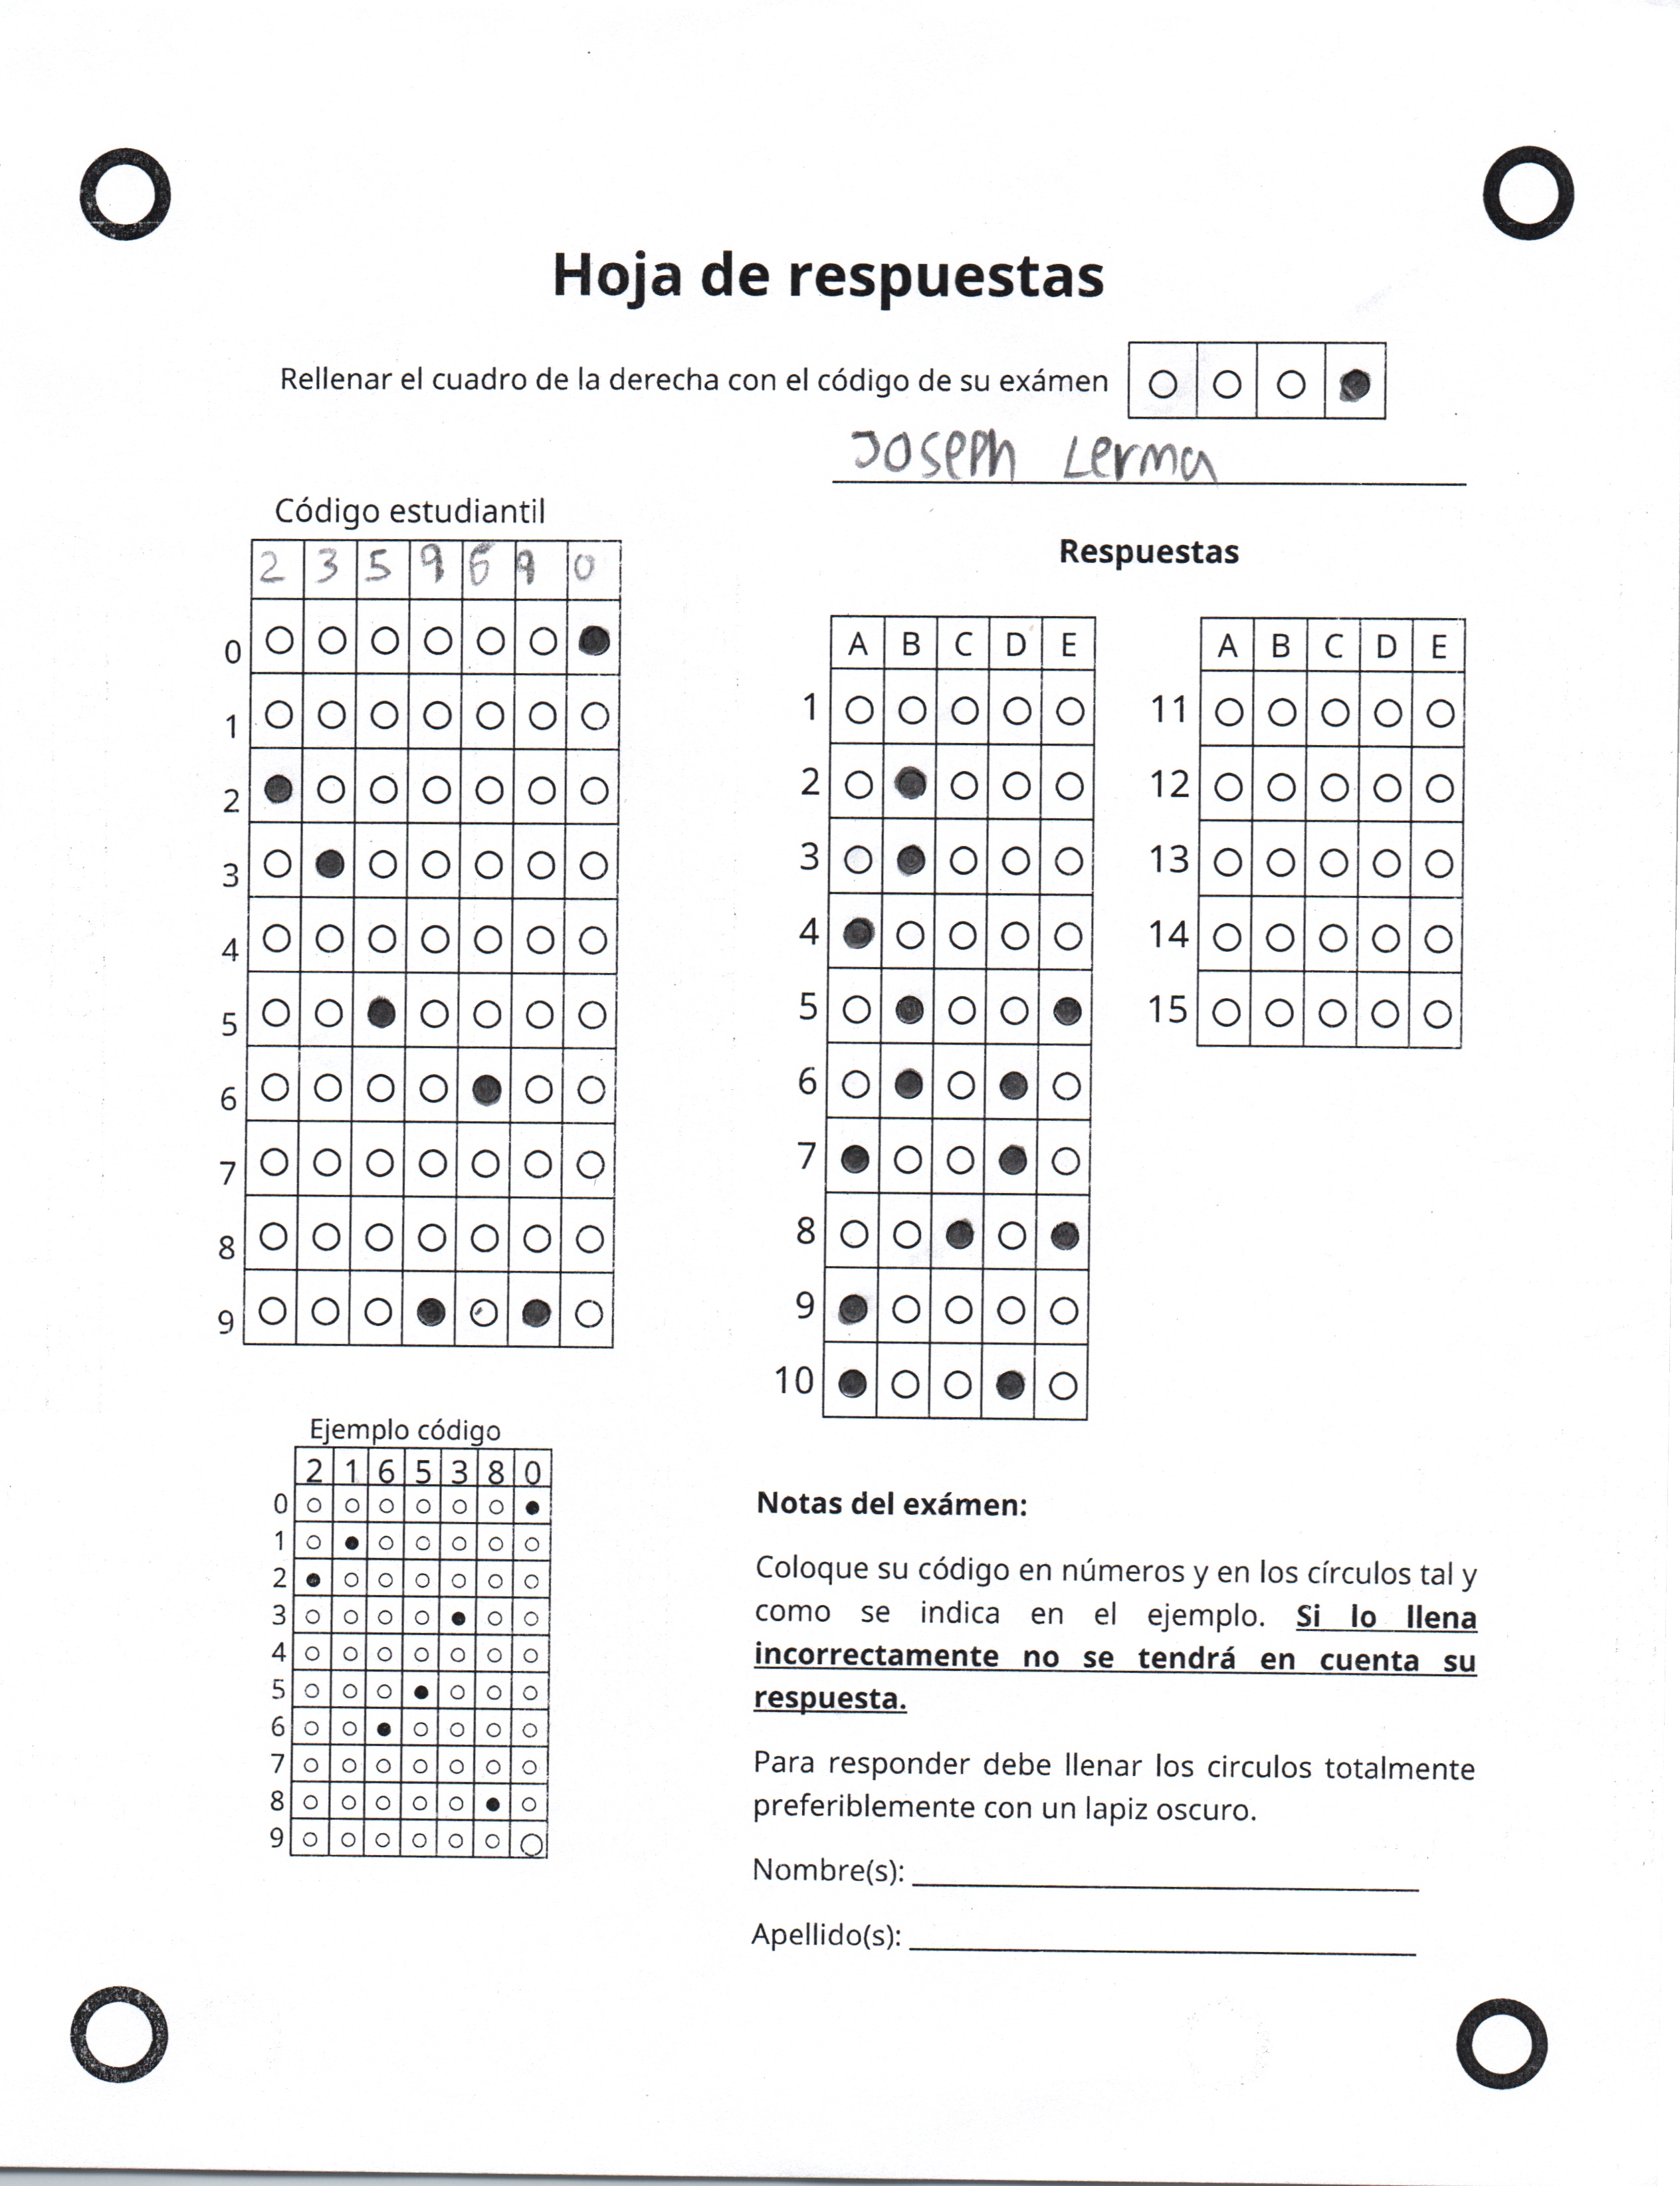 Hoja de respuestas
Rellenar el cuadro de la derecha con el código de su exámen
Joseph Lerma
Código estudiantil
2 3 5 9 6 9 0
0
1
2
3
4
5
6
7
8
9
Respuestas
A B C D E
1
2
3
4
5
6
7
8
9
10
A B C D E
11
12
13
14
15
Ejemplo código
2 1 6 5 3 8 0
0
1
2
3
4
5
6
7
8
9
Notas del exámen:
Coloque su código en números y en los círculos tal y
como se indica en el ejemplo. Si lo llena
incorrectamente no se tendrá en cuenta su
respuesta.
Para responder debe llenar los circulos totalmente
preferiblemente con un lapiz oscuro.
Nombre(s):
Apellido(s):